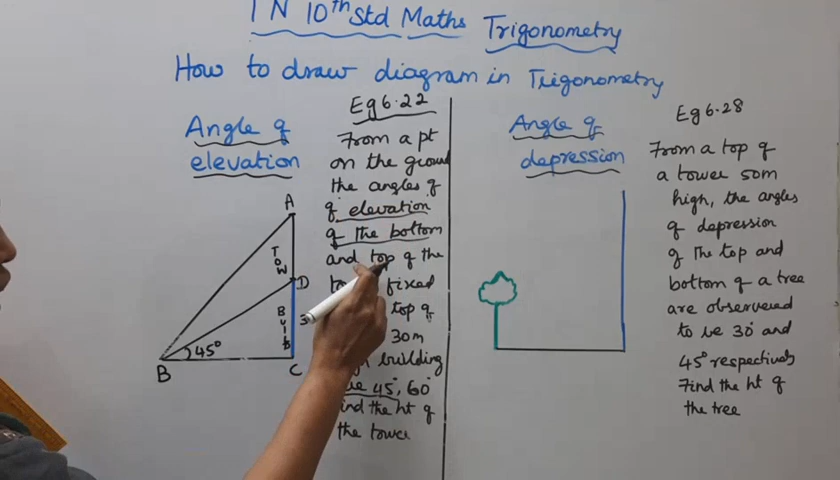 T N 10th Std Maths Trigonometry
How to draw diagram in Trigonometry
Angle of
elevation
Eg 6.22
From a pt
on the ground
the angles of
of elevation
of the bottom
and top of the
fixed
top of
30m
building
45°, 60°
the ht of
the tower
A
TOW
D
B
45°
C
Angle of
depression
Eg 6.28
From a top of
a tower 50m
high, the angles
of depression
of The top and
bottom of a tree
are observered
to be 30° and
45° respectively
Find the ht of
the tree